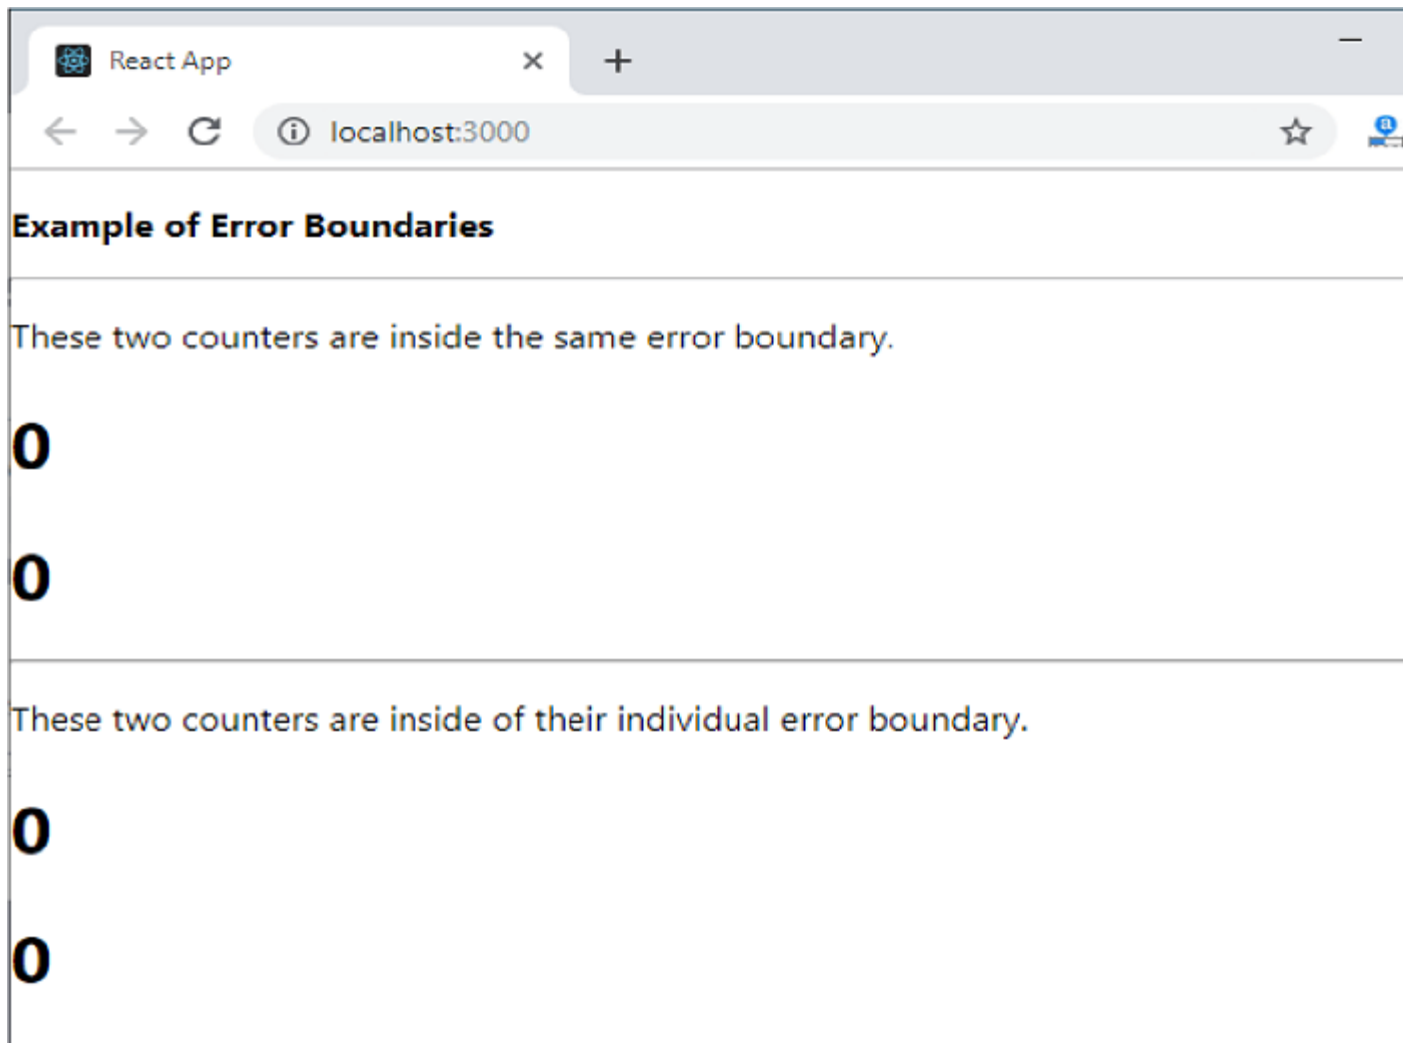 React App
localhost:3000
Example of Error Boundaries
These two counters are inside the same error boundary.
0
0
These two counters are inside of their individual error boundary.
0
0